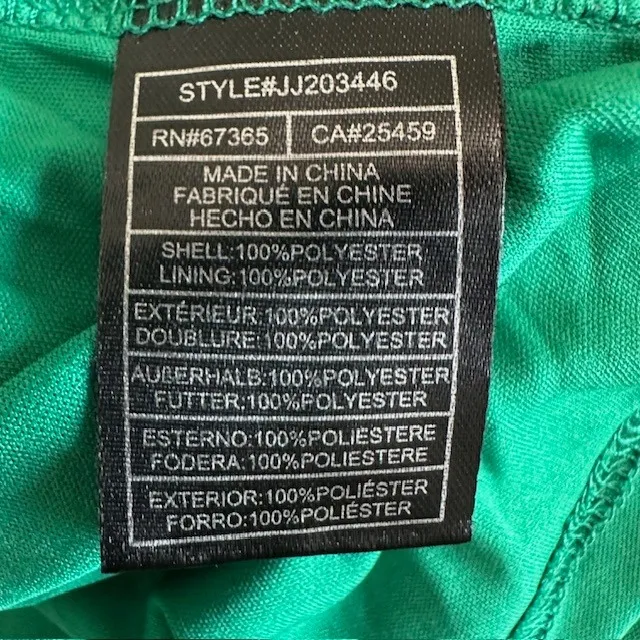 STYLE#JJ203446
RN#67365 CA#25459
MADE IN CHINA
FABRIQUÉ EN CHINE
HECHO EN CHINA
SHELL:100%POLYESTER
LINING:100%POLYESTER
EXTÉRIEUR:100%POLYESTER
DOUBLURE:100%POLYESTER
AUßERHALB:100%POLYESTER
FUTTER:100%POLYESTER
ESTERNO:100%POLIESTERE
FODERA:100%POLIESTERE
EXTERIOR:100%POLIÉSTER
FORRO:100%POLIÉSTER